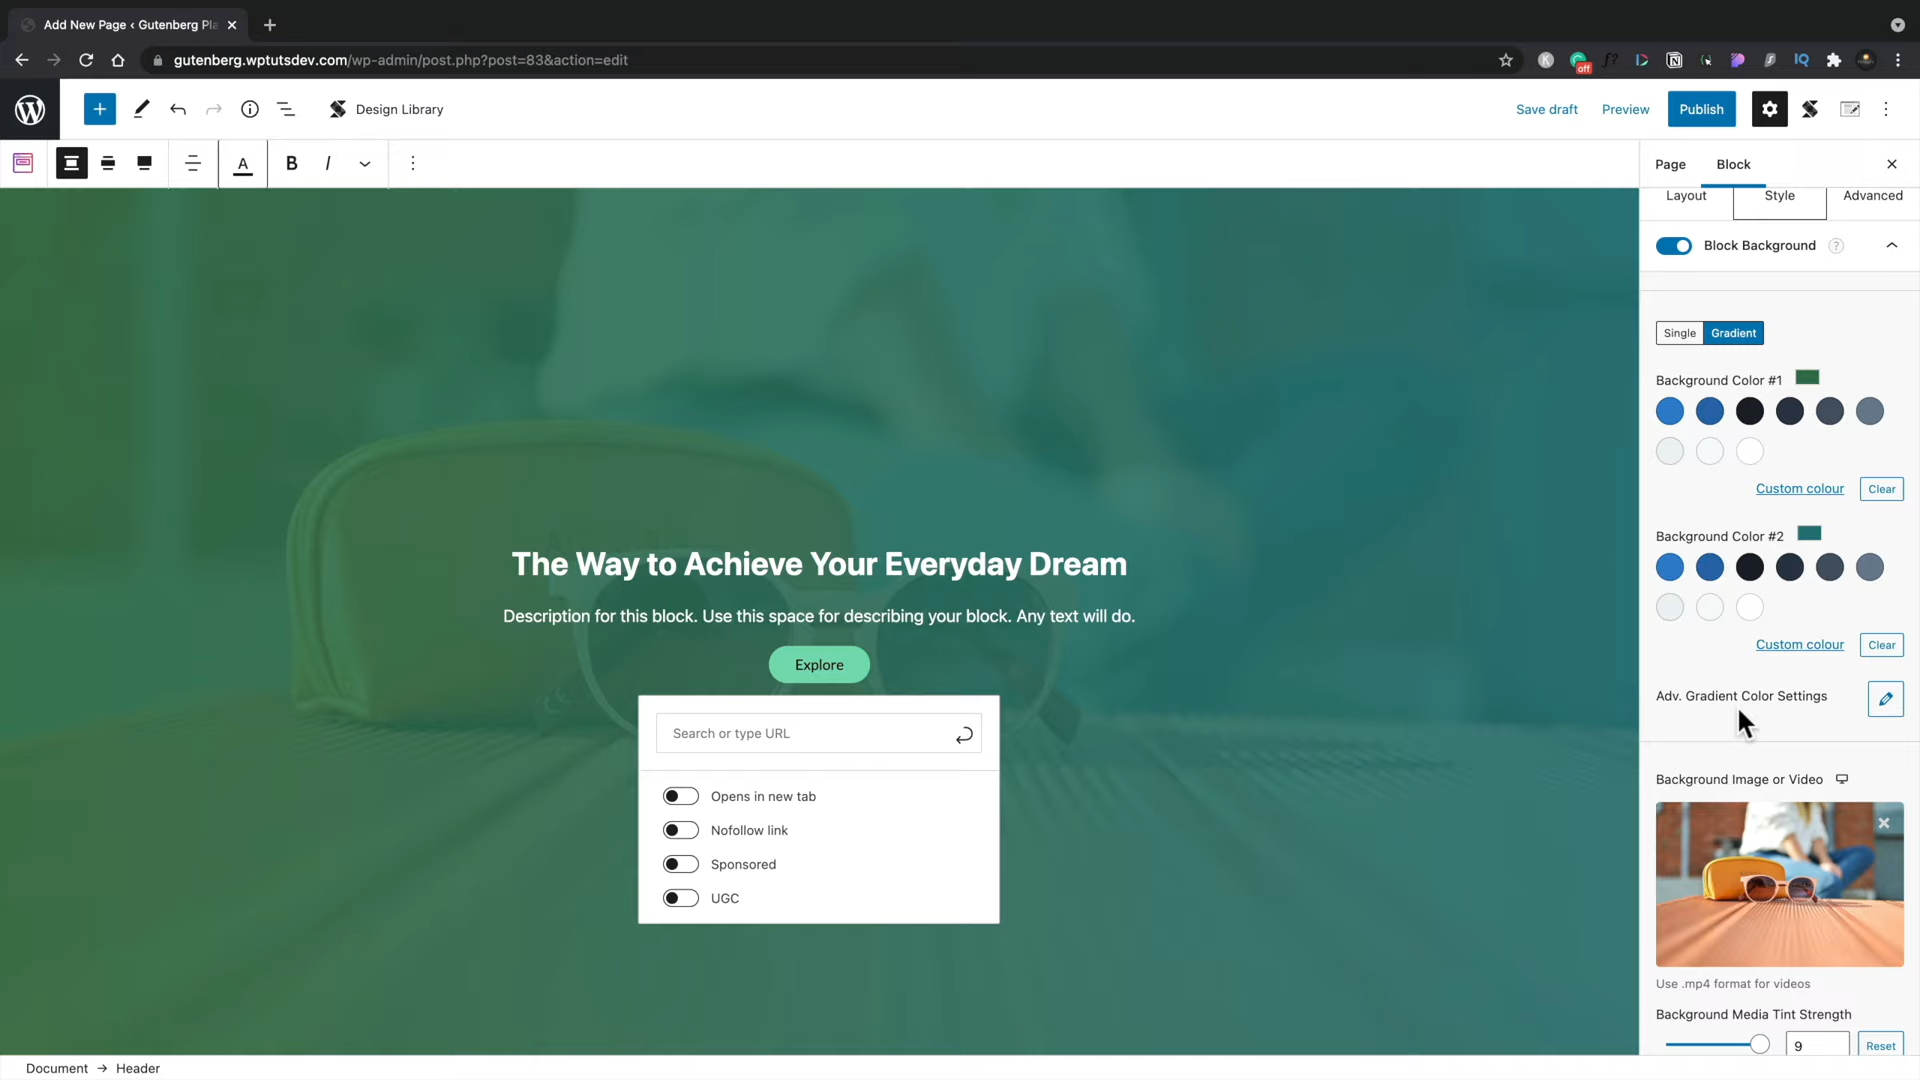 Add New Page ‹ Gutenberg Pla
gutenberg.wptutsdev.com/wp-admin/post.php?post=83&action=edit
off
Design Library
Save draft
Preview
Publish
A
B
I
Page
Block
Layout
Style
Advanced
Block Background
?
Single
Gradient
Background Color #1
Custom colour
Clear
Background Color #2
Custom colour
Clear
Adv. Gradient Color Settings
Background Image or Video
Use .mp4 format for videos
Background Media Tint Strength
9
Reset
The Way to Achieve Your Everyday Dream
Description for this block. Use this space for describing your block. Any text will do.
Explore
Search or type URL
Opens in new tab
Nofollow link
Sponsored
UGC
Document → Header